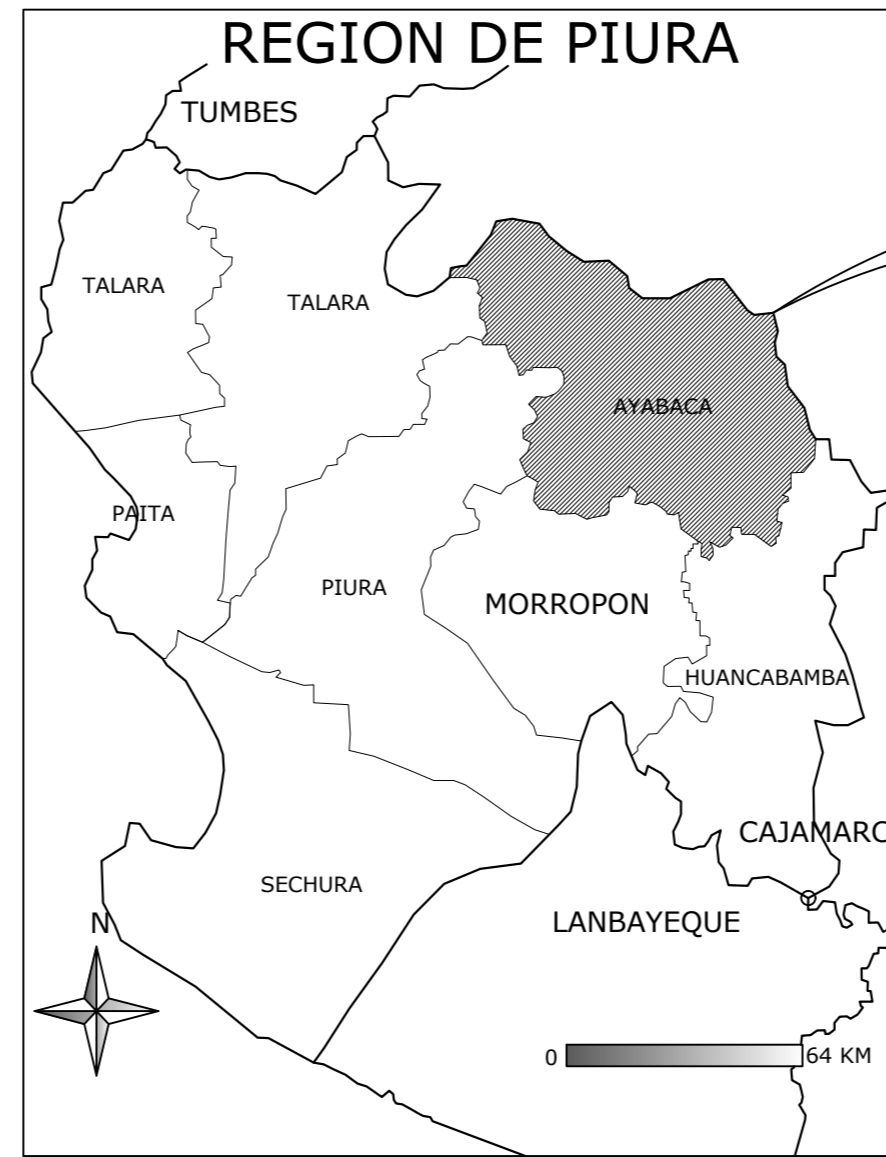 REGION DE PIURA
TUMBES
TALARA
TALARA
AYABACA
PAITA
PIURA
MORROPON
HUANCABAMBA
CAJAMARC
SECHURA
LANBAYEQUE
N
0
64 KM